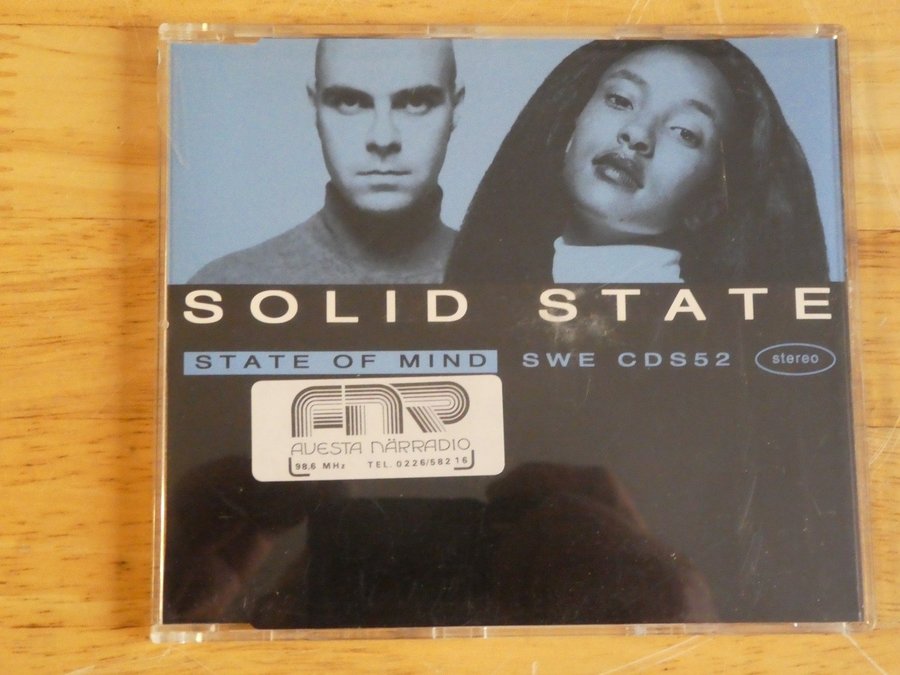 SOLID STATE
STATE OF MIND SWE CDS52 stereo
ANR
AVESTA NÄRRADIO
98.6 MHz TEL. 0226/582 16